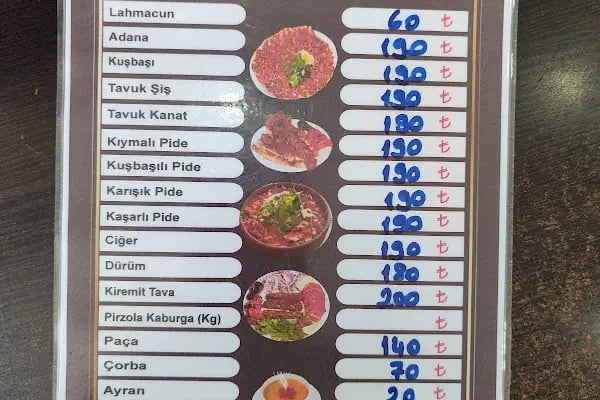 Lahmacun 60 ₺
Adana 190 ₺
Kuşbaşı 190 ₺
Tavuk Şiş 190 ₺
Tavuk Kanat 190 ₺
Kıymalı Pide 190 ₺
Kuşbaşılı Pide 190 ₺
Karışık Pide 190 ₺
Kaşarlı Pide 190 ₺
Ciğer 190 ₺
Dürüm 180 ₺
Kiremit Tava 200 ₺
Pirzola Kaburga (Kg) ₺
Paça 140 ₺
Çorba 70 ₺
Ayran 20 ₺